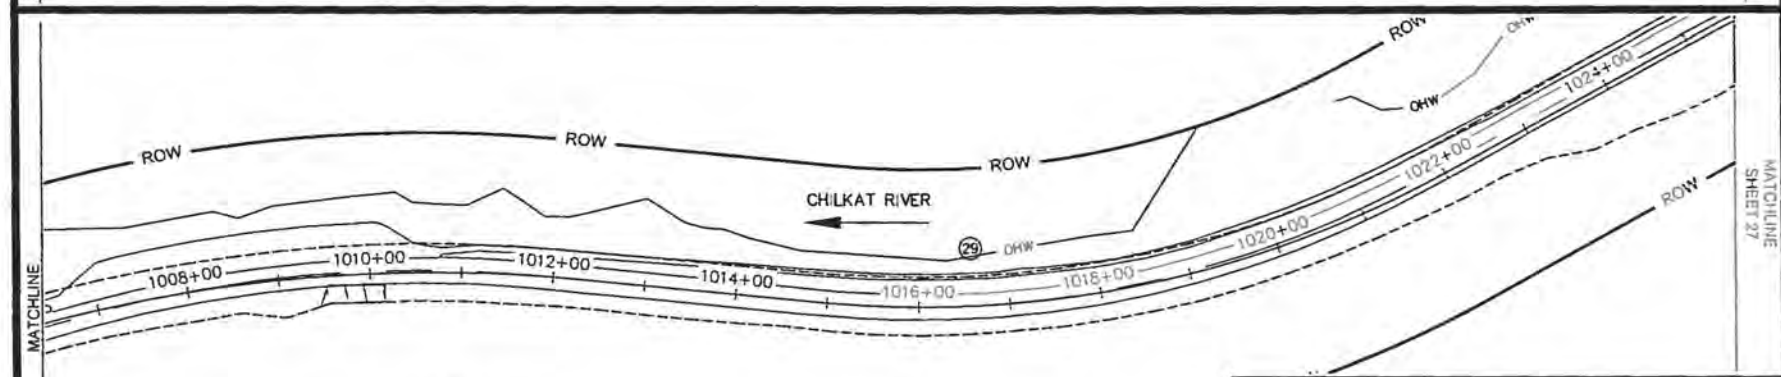 ROW
OHW
1024+00
OHW
ROW
ROW
ROW
1022+00
MATCHLINE
SHEET 27
CHILKAT RIVER
ROW
1020+00
29
OHW
1010+00
1012+00
1008+00
1014+00
1018+00
1016+00
MATCHLINE